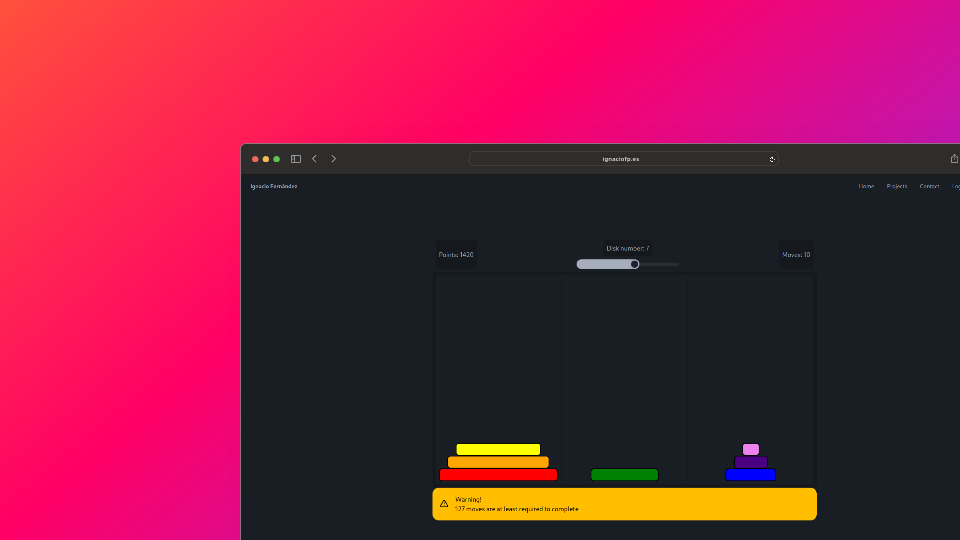 ignaciofp.es
Ignacio Fernández
Home Projects Contact
Points: 1420
Disk number: 7
Moves: 10
Warning!
127 moves are at least required to complete